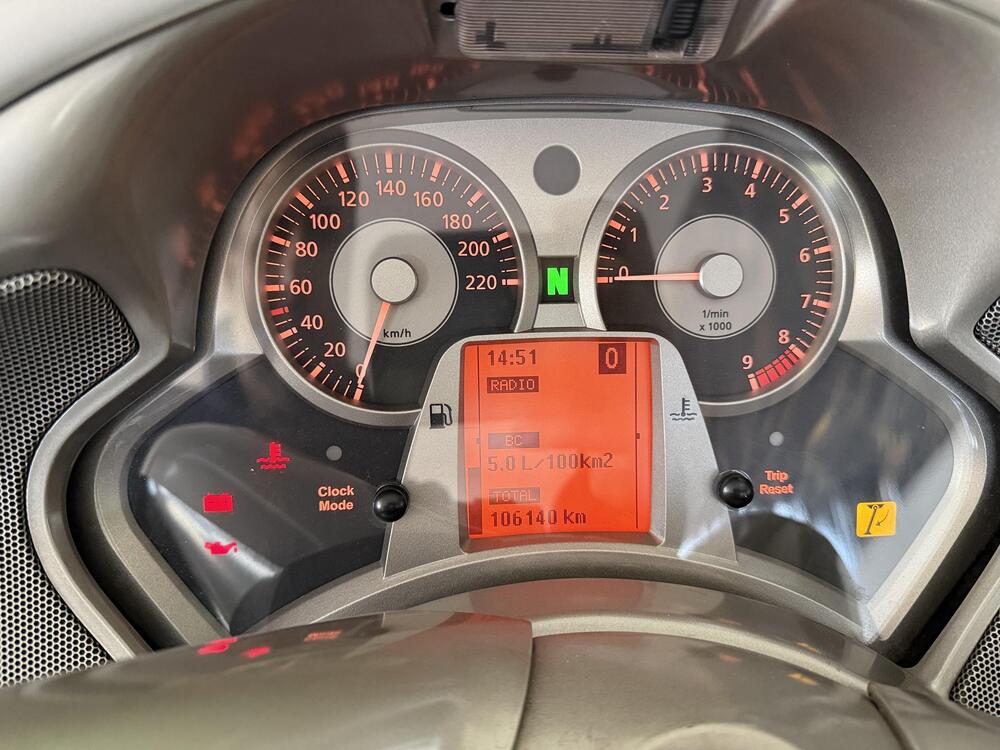 0
20
40
60
80
100
120
140
160
180
200
220
km/h
N
0
1
2
3
4
5
6
7
8
9
1/min
x 1000
14:51
0
RADIO
BC
5.0 L/100km2
TOTAL
106140 km
Clock
Mode
Trip
Reset